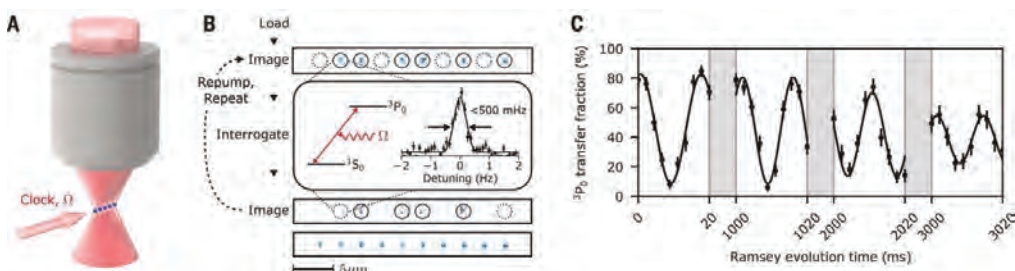 A
Clock, Ω
B
Load
Image
Repump,
Repeat
Interrogate
Image
³P₀
Ω
¹S₀
<500 mHz
-2 -1 0 1 2
Detuning (Hz)
5μm
C
³P₀ transfer fraction (%)
100
80
60
40
20
0
0 20 1000 1020 2000 2020 3000 3020
Ramsey evolution time (ms)